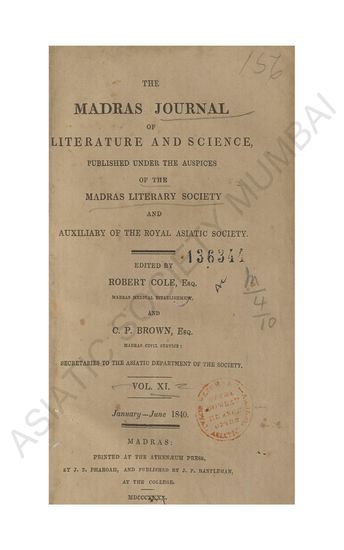 156
THE
MADRAS JOURNAL
OF
LITERATURE AND SCIENCE,
PUBLISHED UNDER THE AUSPICES
OF THE
MADRAS LITERARY SOCIETY
AND
AUXILIARY OF THE ROYAL ASIATIC SOCIETY.
136344
EDITED BY
ROBERT COLE, ESQ.
MADRAS MEDICAL ESTABLISHMENT,
AND
C. P. BROWN, ESQ.
MADRAS CIVIL SERVICE:
SECRETARIES TO THE ASIATIC DEPARTMENT OF THE SOCIETY.
VOL. XI.
January—June 1840.
MADRAS:
PRINTED AT THE ATHENÆUM PRESS,
BY J. B. PHAROAH, AND PUBLISHED BY J. P. BANTLEMAN,
AT THE COLLEGE.
ASIATIC SOCIETY MUMBAI